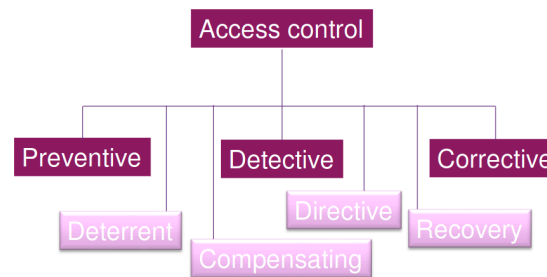 Access control
Preventive
Detective
Corrective
Deterrent
Directive
Recovery
Compensating